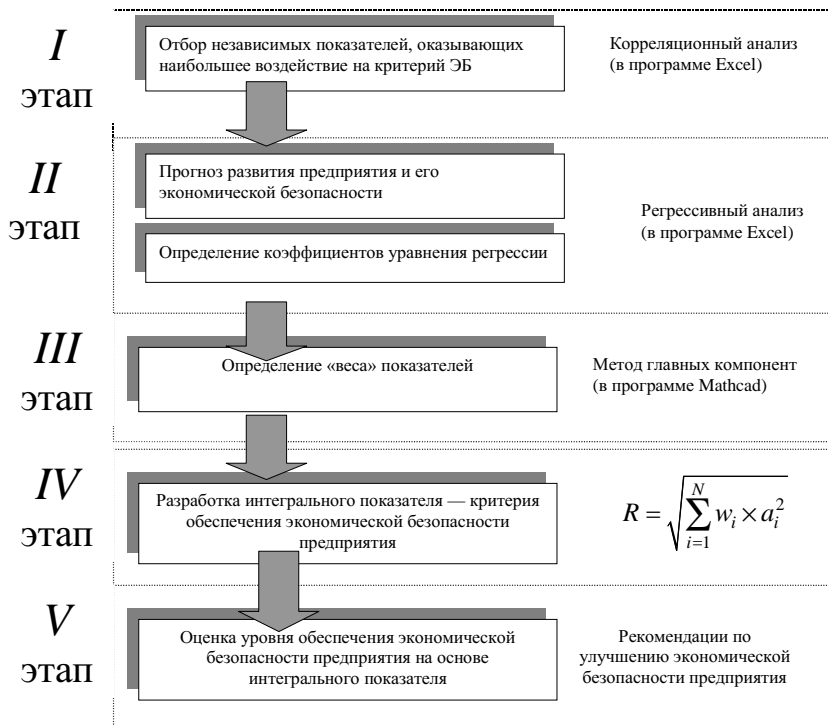 I
этап
Отбор независимых показателей, оказывающих
наибольшее воздействие на критерий ЭБ
Корреляционный анализ
(в программе Excel)
II
этап
Прогноз развития предприятия и его
экономической безопасности
Определение коэффициентов уравнения регрессии
Регрессивный анализ
(в программе Excel)
III
этап
Определение «веса» показателей
Метод главных компонент
(в программе Mathcad)
IV
этап
Разработка интегрального показателя — критерия
обеспечения экономической безопасности
предприятия
R = √(∑_{i=1}^{N} w_i × a_i^2)
V
этап
Оценка уровня обеспечения экономической
безопасности предприятия на основе
интегрального показателя
Рекомендации по
улучшению экономической
безопасности предприятия